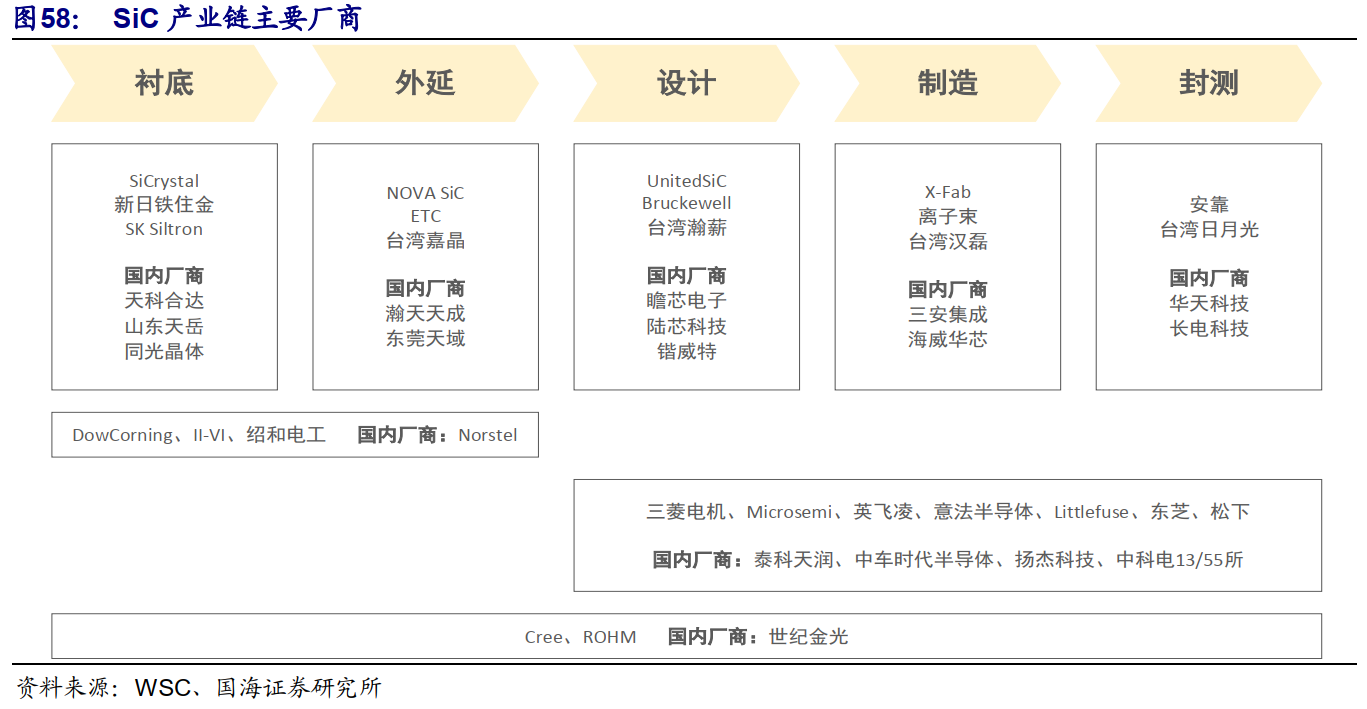 图58： SiC 产业链主要厂商
衬底
外延
设计
制造
封测
SiCrystal
新日铁住金
SK Siltron
国内厂商
天科合达
山东天岳
同光晶体
NOVA SiC
ETC
台湾嘉晶
国内厂商
瀚天天成
东莞天域
UnitedSiC
Bruckewell
台湾瀚薪
国内厂商
瞻芯电子
陆芯科技
锴威特
X-Fab
离子束
台湾汉磊
国内厂商
三安集成
海威华芯
安靠
台湾日月光
国内厂商
华天科技
长电科技
DowCorning、II-VI、绍和电工 国内厂商：Norstel
三菱电机、Microsemi、英飞凌、意法半导体、Littlefuse、东芝、松下
国内厂商：泰科天润、中车时代半导体、扬杰科技、中科电13/55所
Cree、ROHM 国内厂商：世纪金光
资料来源：WSC、国海证券研究所